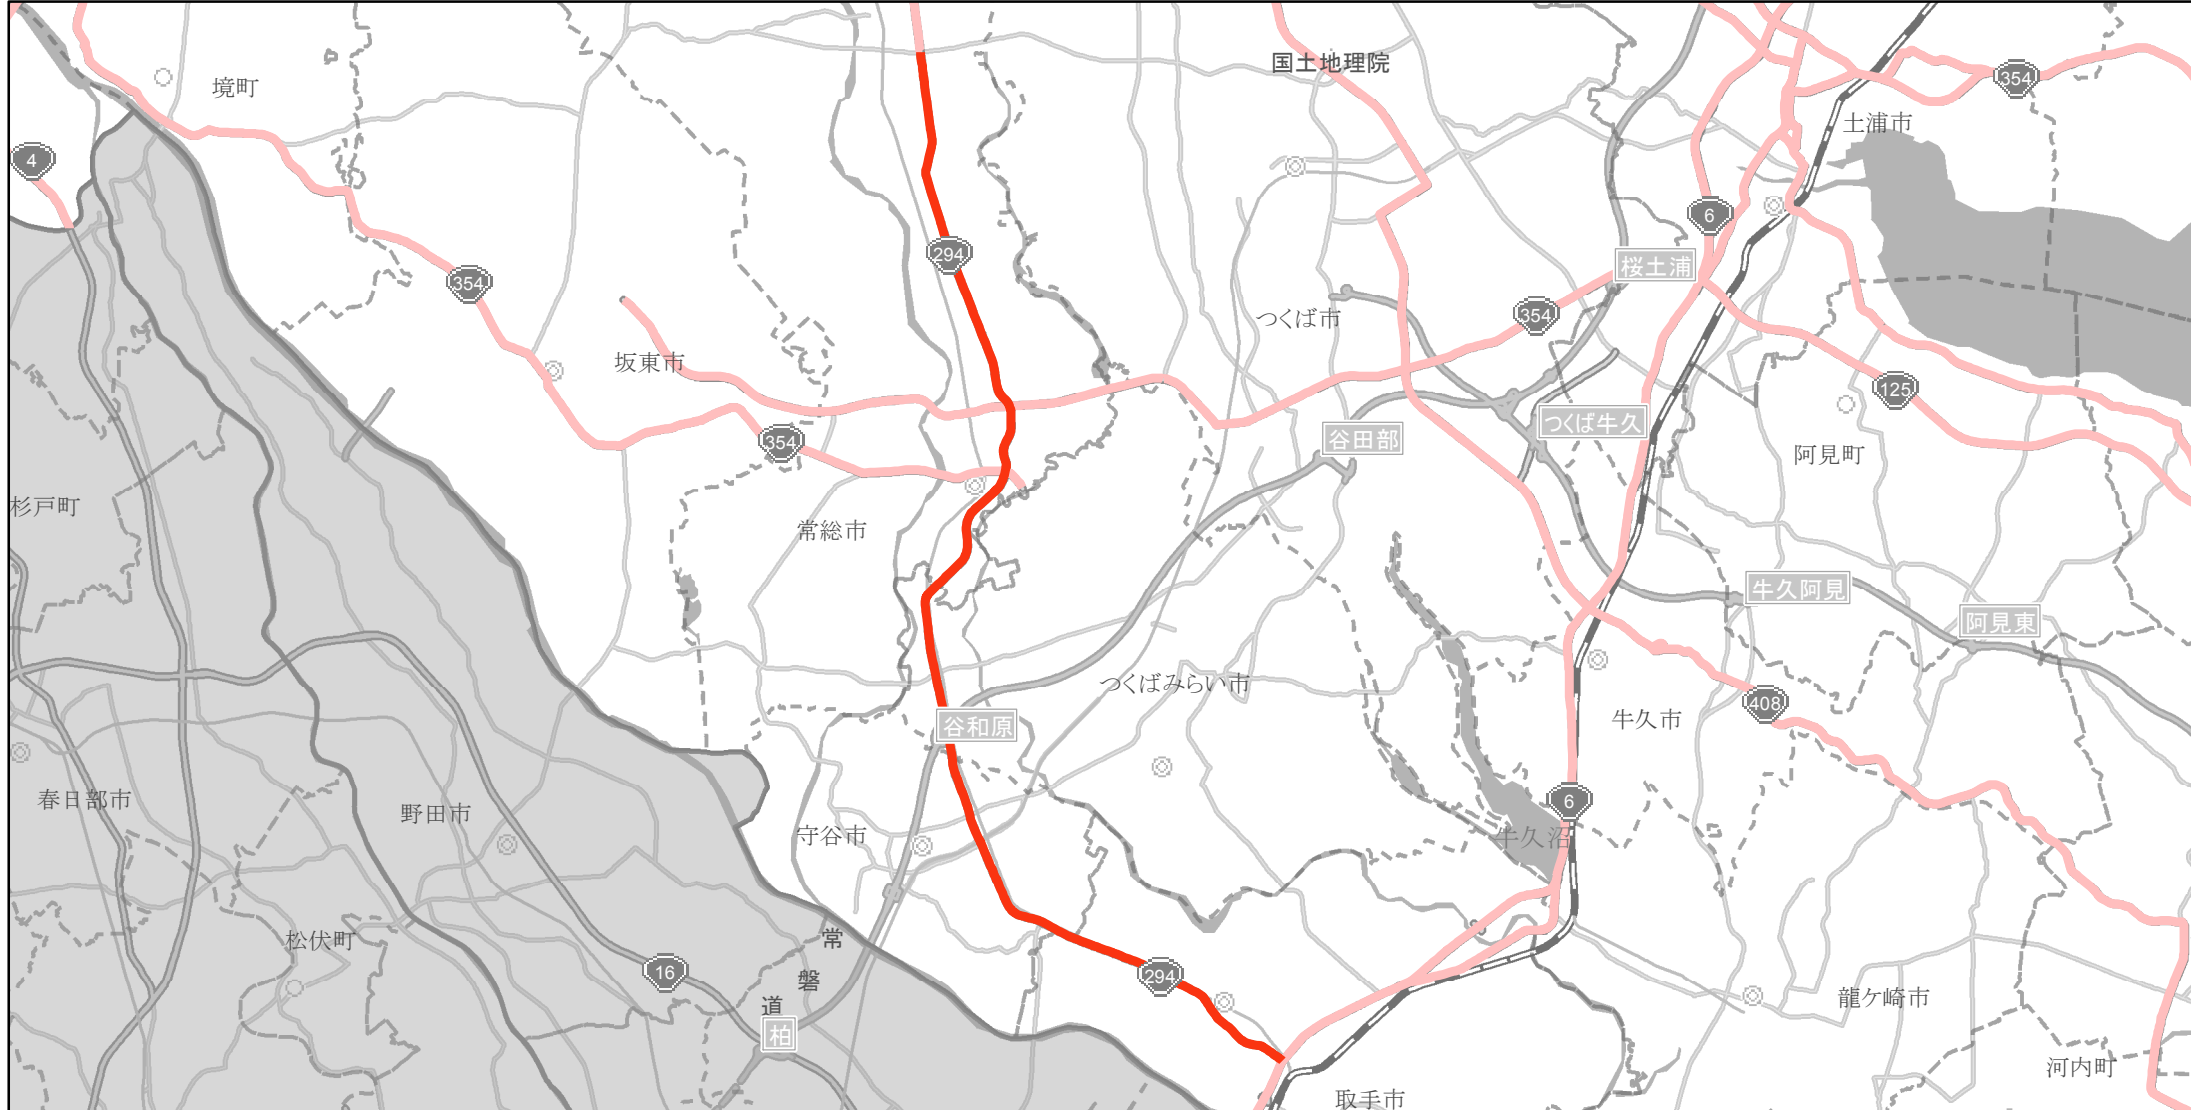 国土地理院
境町
354
土浦市
4
6
294
桜土浦
354
354
つくば市
坂東市
125
つくば牛久
谷田部
354
阿見町
杉戸町
常総市
牛久阿見
阿見東
つくばみらい市
408
牛久市
谷和原
春日部市
6
野田市
守谷市
牛久沼
常
松伏町
16
磐
294
道
龍ケ崎市
柏
河内町
取手市